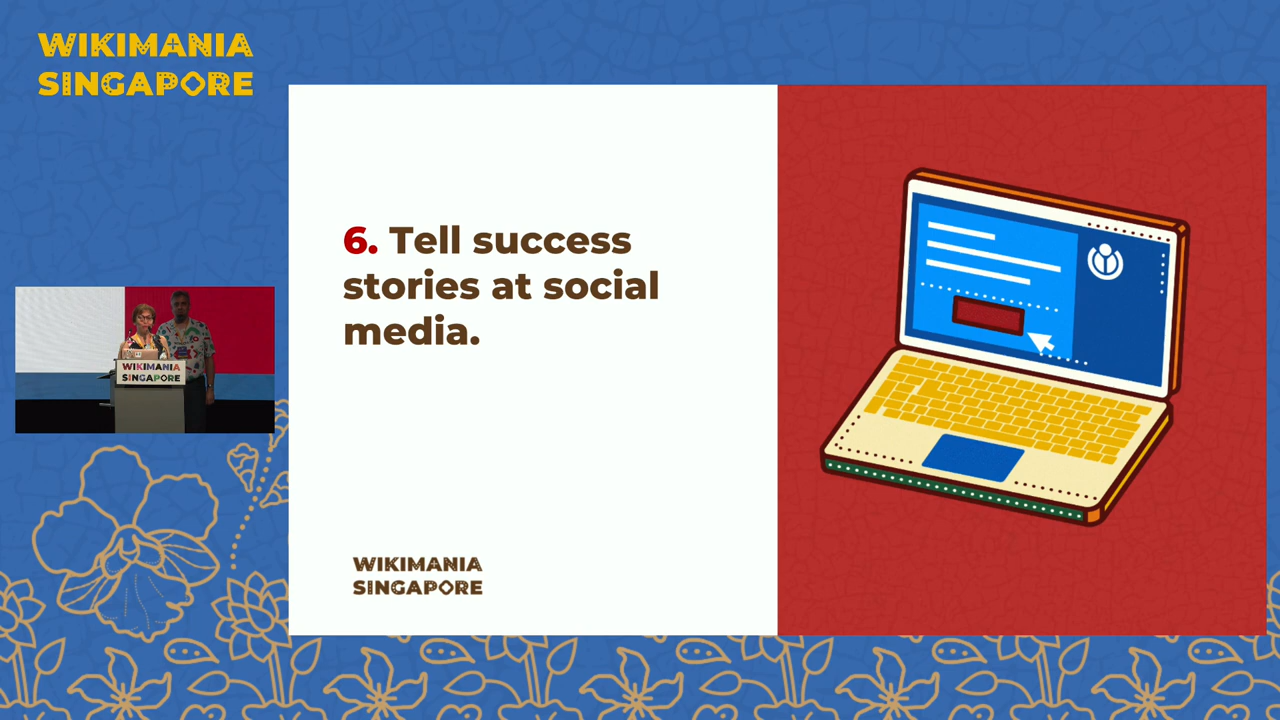 WIKIMANIA
SINGAPORE
6. Tell success
stories at social
media.
WIKIMANIA
SINGAPORE
WIKIMANIA
SINGAPORE